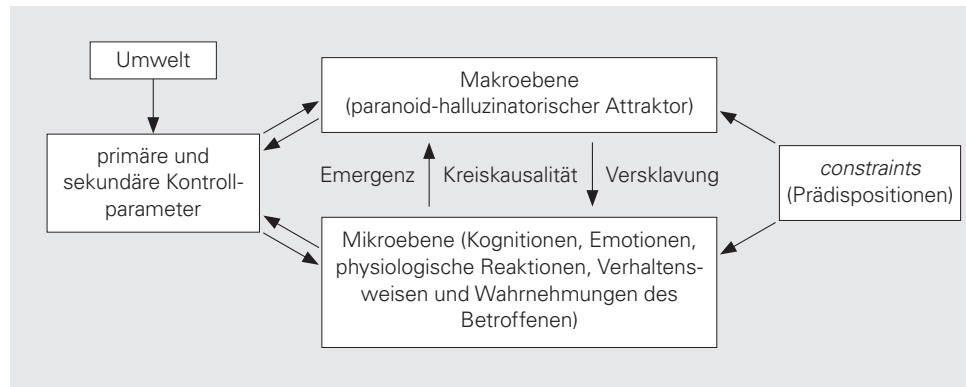 Umwelt
Makroebene
(paranoid-halluzinatorischer Attraktor)
primäre und
sekundäre Kontroll-
parameter
Emergenz
Kreiskausalität
Versklavung
constraints
(Prädispositionen)
Mikroebene (Kognitionen, Emotionen,
physiologische Reaktionen, Verhaltens-
weisen und Wahrnehmungen des
Betroffenen)